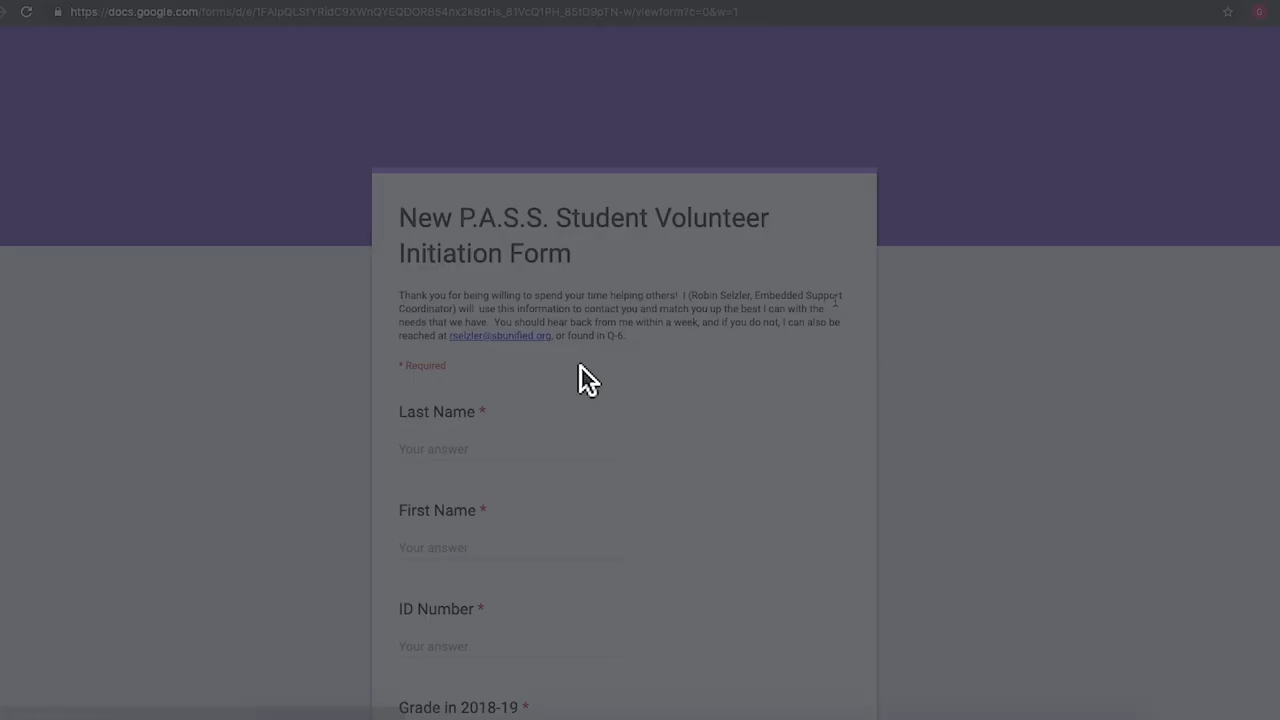 New P.A.S.S. Student Volunteer
Initiation Form
Thank you for being willing to spend your time helping others! I (Robin Selzler, Embedded Support
Coordinator) will use this information to contact you and match you up the best I can with the
needs that we have. You should hear back from me within a week, and if you do not, I can also be
reached at rselzler@sbunified.org, or found in Q-6.
* Required
Last Name *
Your answer
First Name *
Your answer
ID Number *
Your answer
Grade in 2018-19 *